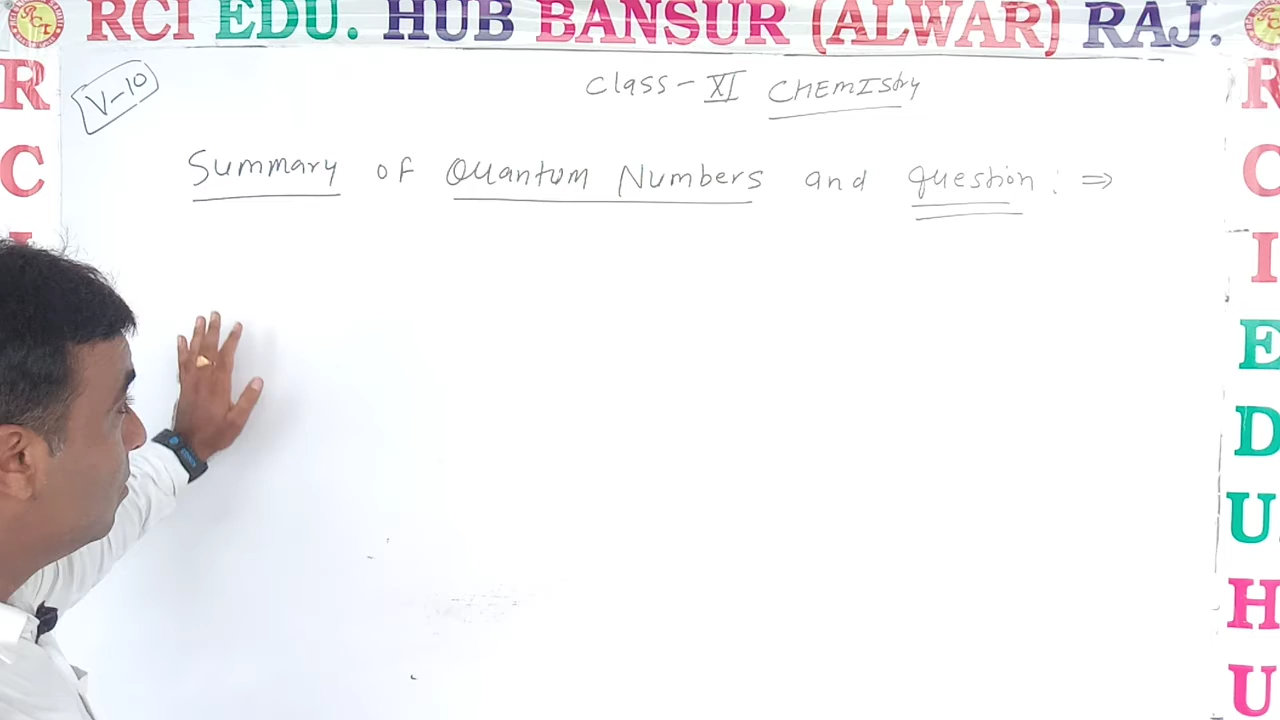 RCI EDU. HUB BANSUR (ALWAR) RAJ.
V-10
Class - XI CHEMIStry
Summary of Quantum Numbers and Question : ⇒
R
C
I
R
C
I
E
D
U.
H
U